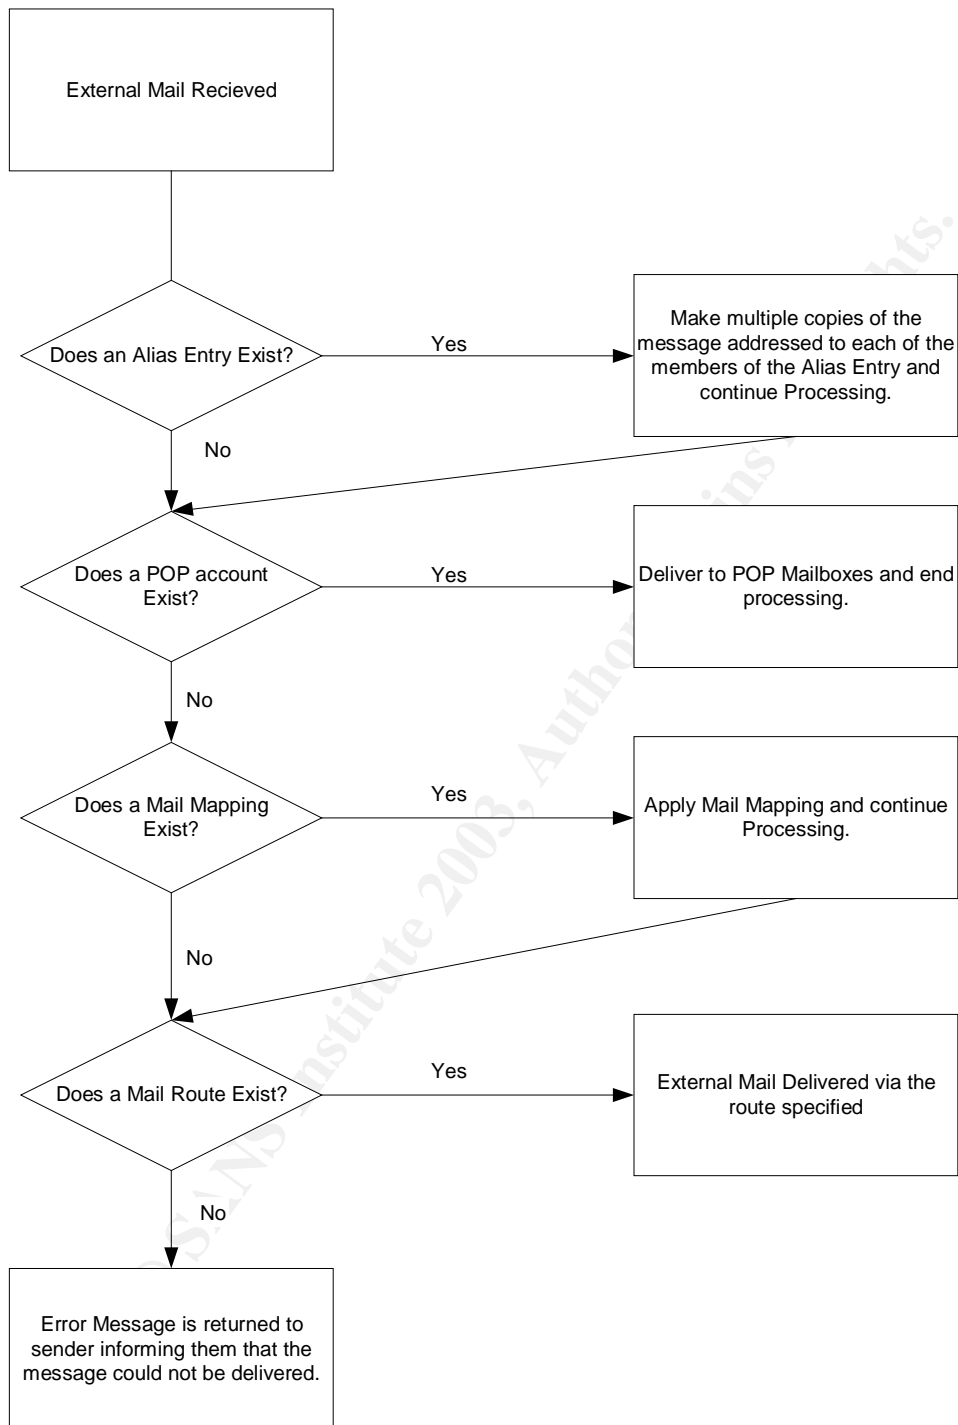 External Mail Recieved
Does an Alias Entry Exist?
Yes
Make multiple copies of the
message addressed to each of the
members of the Alias Entry and
continue Processing.
No
Does a POP account
Exist?
Yes
Deliver to POP Mailboxes and end
processing.
No
Does a Mail Mapping
Exist?
Yes
Apply Mail Mapping and continue
Processing.
No
Does a Mail Route Exist?
Yes
External Mail Delivered via the
route specified
No
Error Message is returned to
sender informing them that the
message could not be delivered.
© SANS Institute 2003, Author